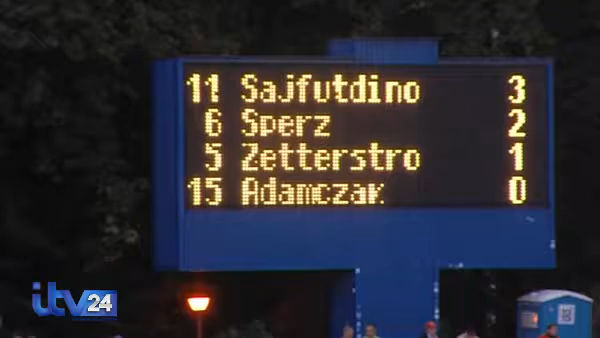 11 Sajfutdino 3
6 Sperz 2
5 Zetterstro 1
15 Adamczak 0
itv24